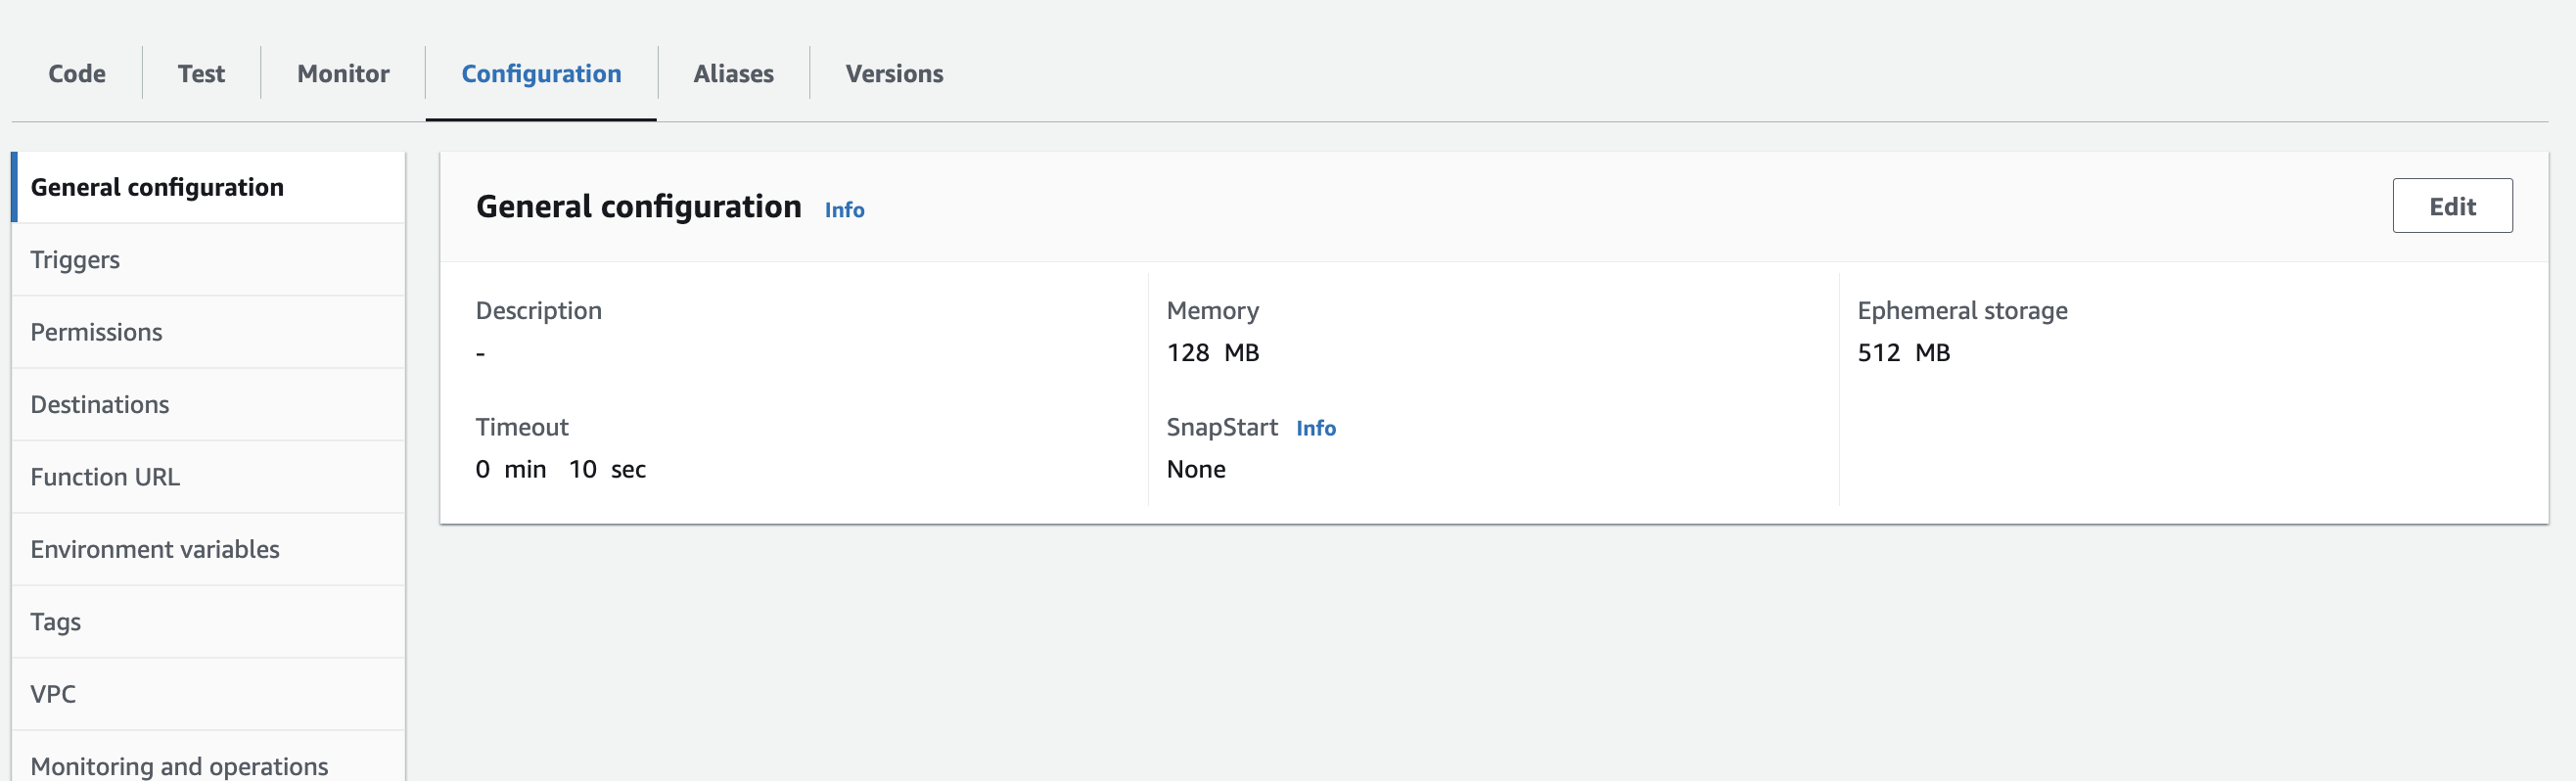 Code Test Monitor Configuration Aliases Versions
General configuration
Triggers
Permissions
Destinations
Function URL
Environment variables
Tags
VPC
Monitoring and operations
General configuration Info
Edit
Description
-
Memory
128 MB
Ephemeral storage
512 MB
Timeout
0 min 10 sec
SnapStart Info
None